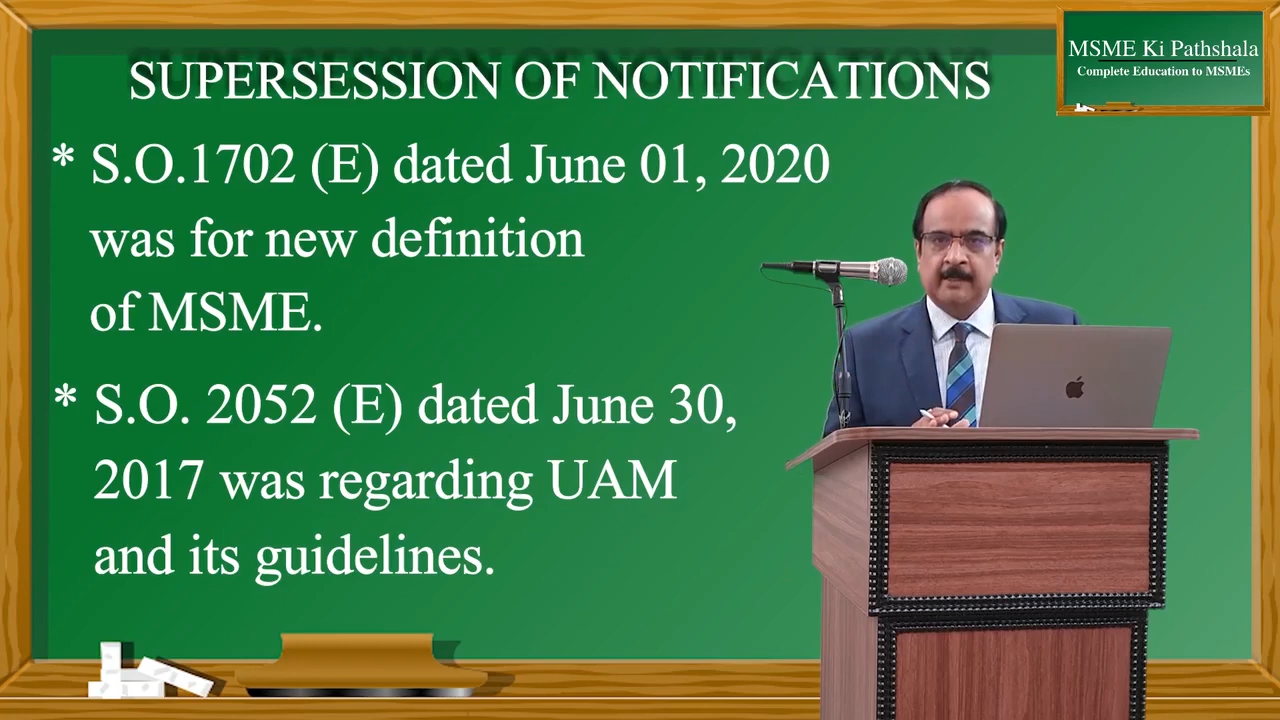 SUPERSESSION OF NOTIFICATIONS
MSME Ki Pathshala
Complete Education to MSMEs
* S.O.1702 (E) dated June 01, 2020
was for new definition
of MSME.
* S.O. 2052 (E) dated June 30,
2017 was regarding UAM
and its guidelines.